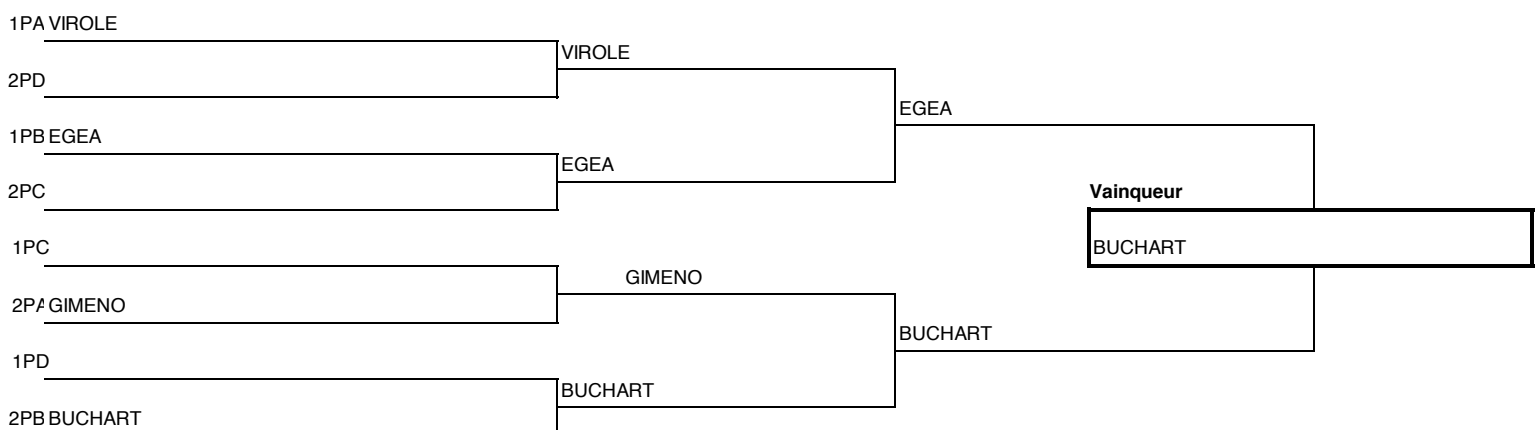 1PA VIROLE
VIROLE
2PD
EGEA
1PB EGEA
EGEA
2PC
Vainqueur
1PC
BUCHART
GIMENO
2PA GIMENO
BUCHART
1PD
BUCHART
2PB BUCHART